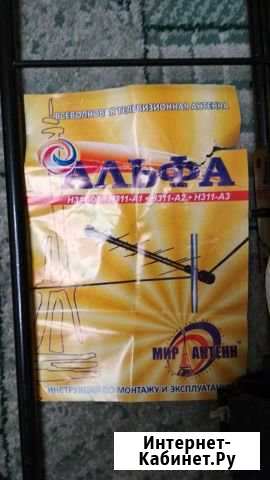 ВСЕВОЛНОВАЯ ТЕЛЕВИЗИОННАЯ АНТЕННА
АЛЬФА
Н311-А1 • Н311-А2 • Н311-А3
МИР АНТЕНН
ИНСТРУКЦИЯ ПО МОНТАЖУ И ЭКСПЛУАТАЦИИ
Интернет-
Кабинет.Ру